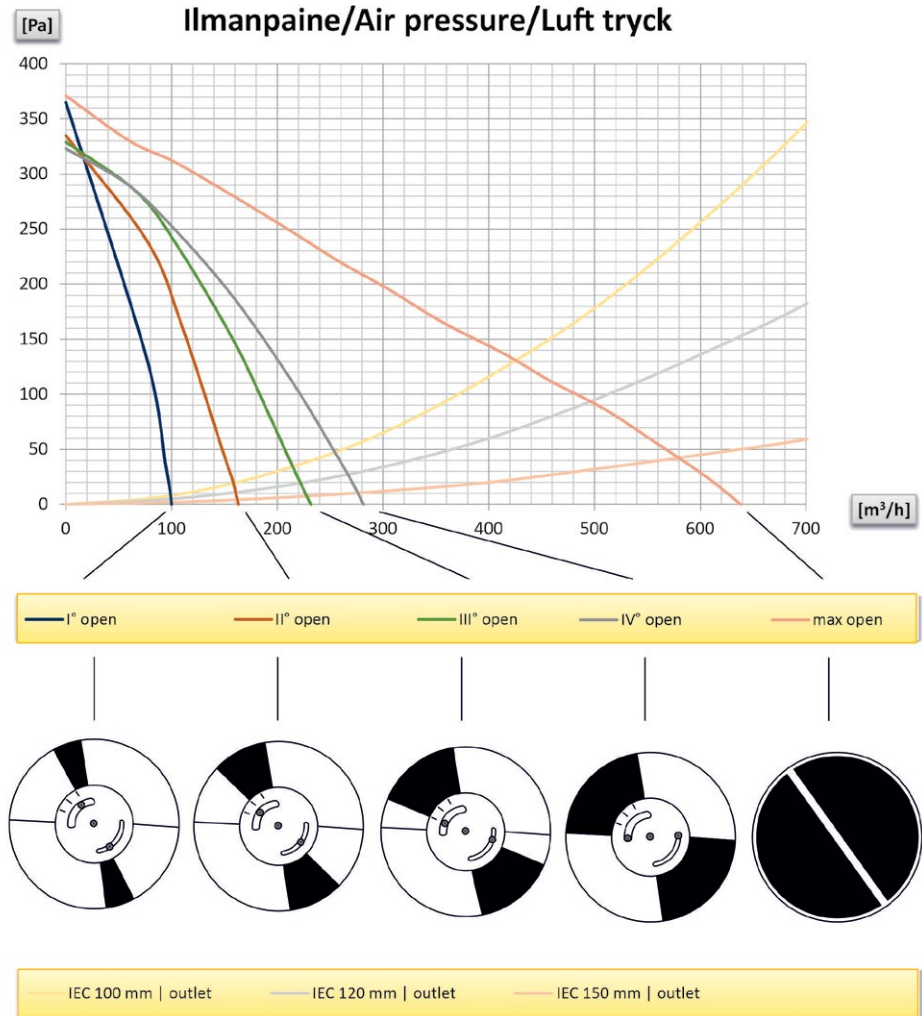 Ilmanpaine/Air pressure/Luft tryck
[Pa]
400
350
300
250
200
150
100
50
0
0 100 200 300 400 500 600 700
[m³/h]
I° open II° open III° open IV° open max open
IEC 100 mm | outlet IEC 120 mm | outlet IEC 150 mm | outlet